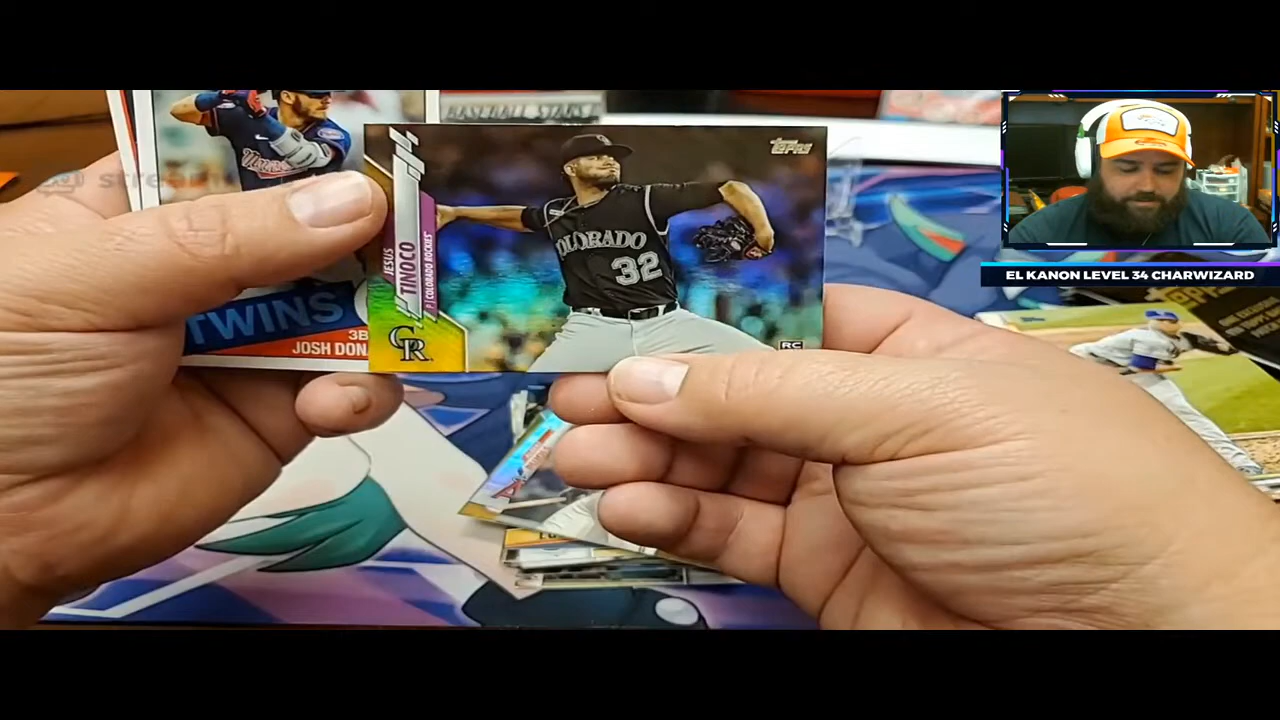 BASEBALL STARS
stream
TOPPS
JESUS
TINOCO
P | COLORADO ROCKIES
CR
COLORADO
32
RC
TWINS
3B
JOSH DON
EL KANON LEVEL 34 CHARWIZARD